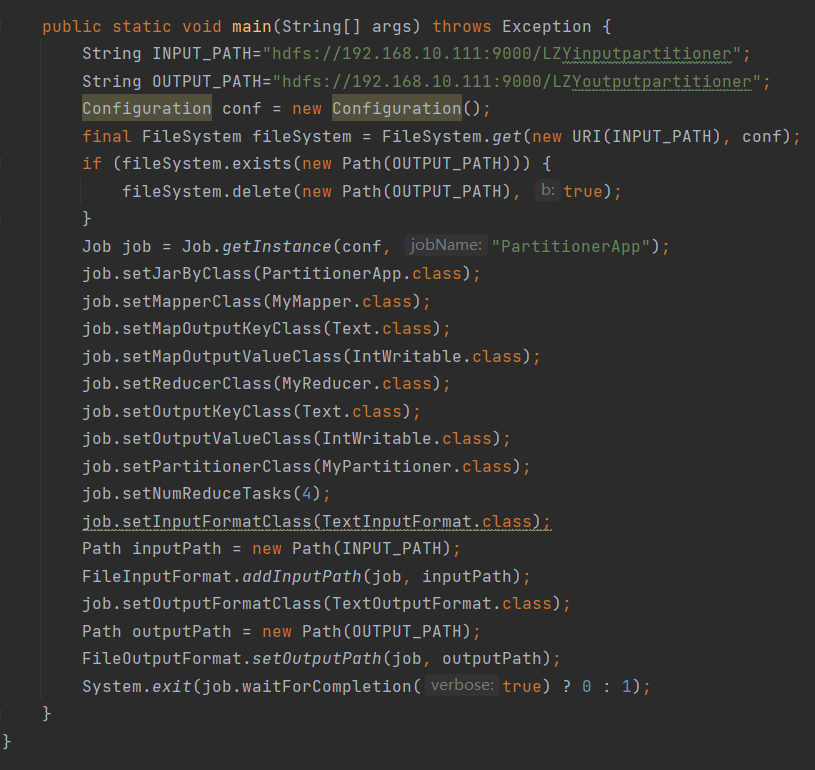 public static void main(String[] args) throws Exception {
    String INPUT_PATH="hdfs://192.168.10.111:9000/LZYinputpartitioner";
    String OUTPUT_PATH="hdfs://192.168.10.111:9000/LZYoutputpartitioner";
    Configuration conf = new Configuration();
    final FileSystem fileSystem = FileSystem.get(new URI(INPUT_PATH), conf);
    if (fileSystem.exists(new Path(OUTPUT_PATH))) {
        fileSystem.delete(new Path(OUTPUT_PATH), b: true);
    }
    Job job = Job.getInstance(conf, jobName: "PartitionerApp");
    job.setJarByClass(PartitionerApp.class);
    job.setMapperClass(MyMapper.class);
    job.setMapOutputKeyClass(Text.class);
    job.setMapOutputValueClass(IntWritable.class);
    job.setReducerClass(MyReducer.class);
    job.setOutputKeyClass(Text.class);
    job.setOutputValueClass(IntWritable.class);
    job.setPartitionerClass(MyPartitioner.class);
    job.setNumReduceTasks(4);
    job.setInputFormatClass(TextInputFormat.class);
    Path inputPath = new Path(INPUT_PATH);
    FileInputFormat.addInputPath(job, inputPath);
    job.setOutputFormatClass(TextOutputFormat.class);
    Path outputPath = new Path(OUTPUT_PATH);
    FileOutputFormat.setOutputPath(job, outputPath);
    System.exit(job.waitForCompletion( verbose: true) ? 0 : 1);
}
}